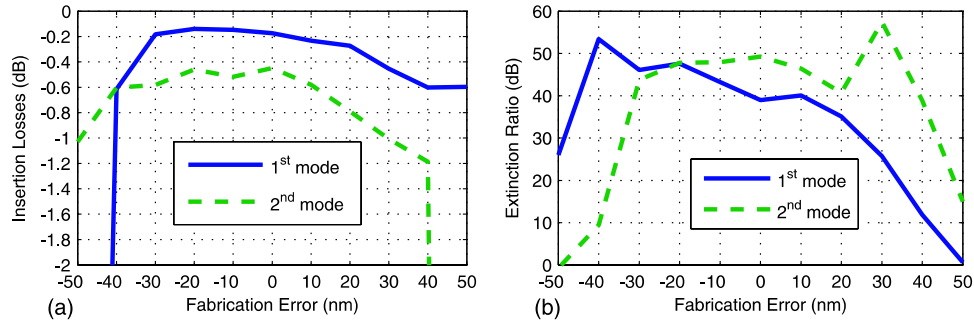 0
-0.2
-0.4
-0.6
-0.8
-1
-1.2
-1.4
-1.6
-1.8
-2
Insertion Losses (dB)
1st mode
2nd mode
-50 -40 -30 -20 -10 0 10 20 30 40 50
(a) Fabrication Error (nm)
60
50
40
30
20
10
0
Extinction Ratio (dB)
1st mode
2nd mode
-50 -40 -30 -20 -10 0 10 20 30 40 50
(b) Fabrication Error (nm)